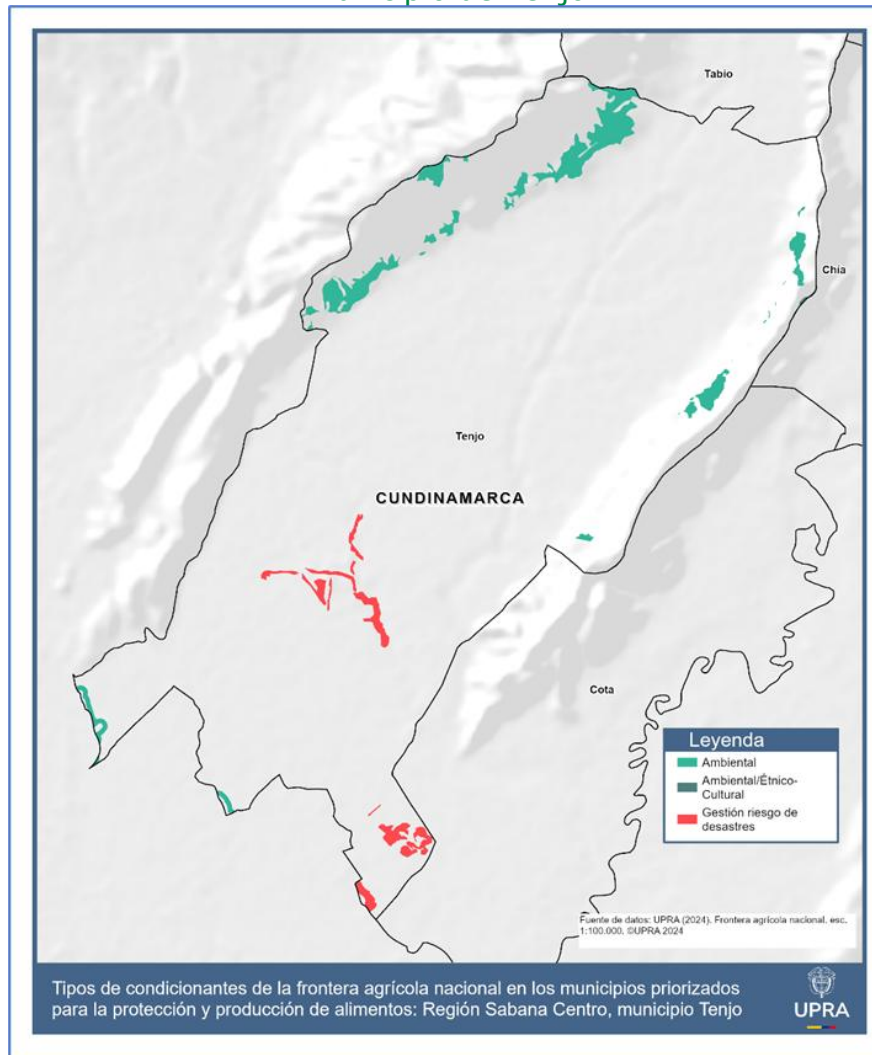 Tabio
Chía
Tenjo
CUNDINAMARCA
Cota
Leyenda
Ambiental
Ambiental/Étnico-
Cultural
Gestión riesgo de
desastres
Fuente de datos: UPRA (2024). Frontera agrícola nacional, esc.
1:100.000. ©UPRA 2024
Tipos de condicionantes de la frontera agrícola nacional en los municipios priorizados
para la protección y producción de alimentos: Región Sabana Centro, municipio Tenjo
UPRA